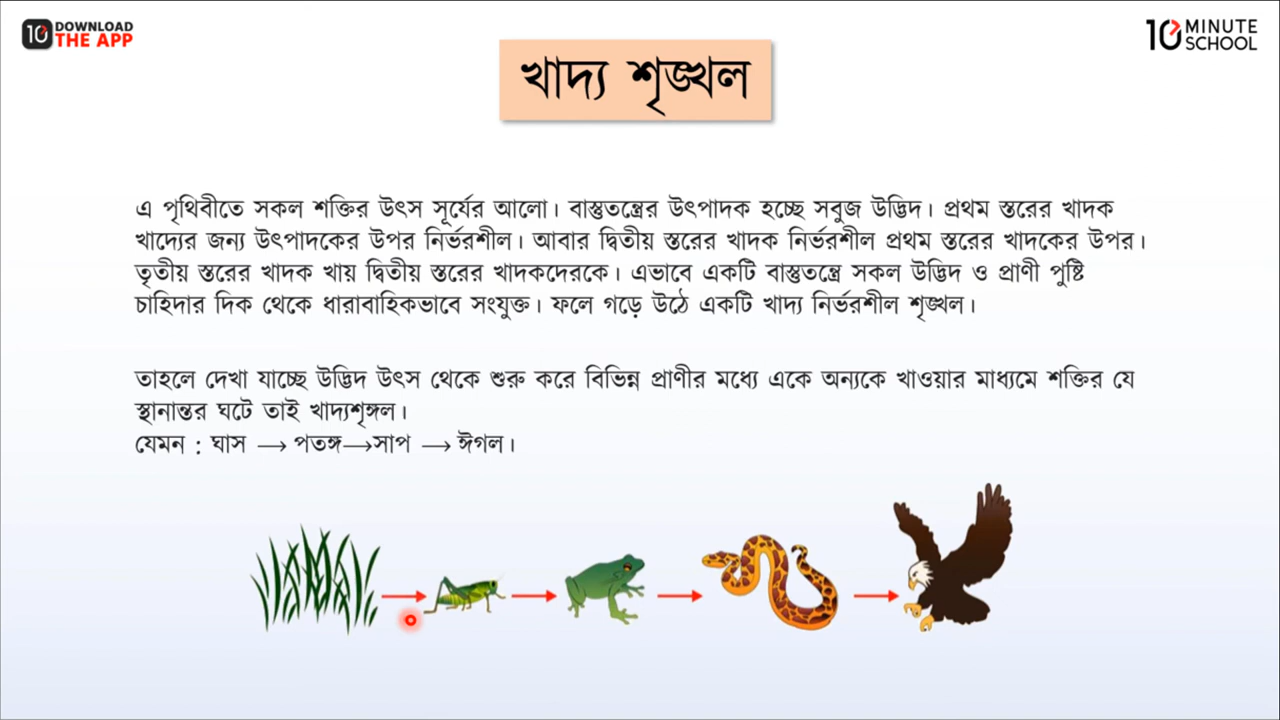 10 DOWNLOAD THE APP
10 MINUTE SCHOOL
খাদ্য শৃঙ্খল
এ পৃথিবীতে সকল শক্তির উৎস সূর্যের আলো। বাস্তুতন্ত্রের উৎপাদক হচ্ছে সবুজ উদ্ভিদ। প্রথম স্তরের খাদক
খাদ্যের জন্য উৎপাদকের উপর নির্ভরশীল। আবার দ্বিতীয় স্তরের খাদক নির্ভরশীল প্রথম স্তরের খাদকের উপর।
তৃতীয় স্তরের খাদক খায় দ্বিতীয় স্তরের খাদকদেরকে। এভাবে একটি বাস্তুতন্ত্রে সকল উদ্ভিদ ও প্রাণী পুষ্টি
চাহিদার দিক থেকে ধারাবাহিকভাবে সংযুক্ত। ফলে গড়ে উঠে একটি খাদ্য নির্ভরশীল শৃঙ্খল।
তাহলে দেখা যাচ্ছে উদ্ভিদ উৎস থেকে শুরু করে বিভিন্ন প্রাণীর মধ্যে একে অন্যকে খাওয়ার মাধ্যমে শক্তির যে
স্থানান্তর ঘটে তাই খাদ্যশৃঙ্গল।
যেমন : ঘাস ⟶ পতঙ্গ⟶সাপ ⟶ ঈগল।